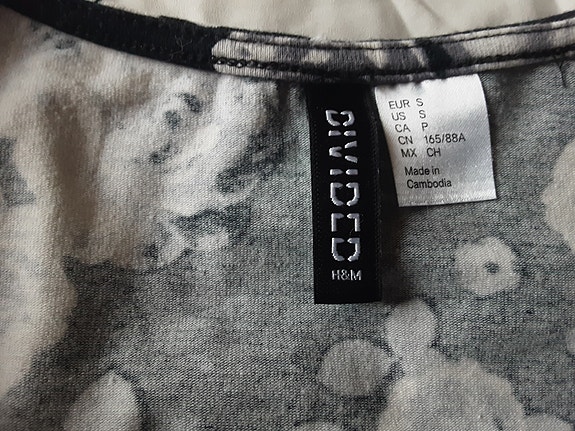 DIVIDED
H&M
EUR S
US S
CA P
CN 165/88A
MX CH
Made in
Cambodia